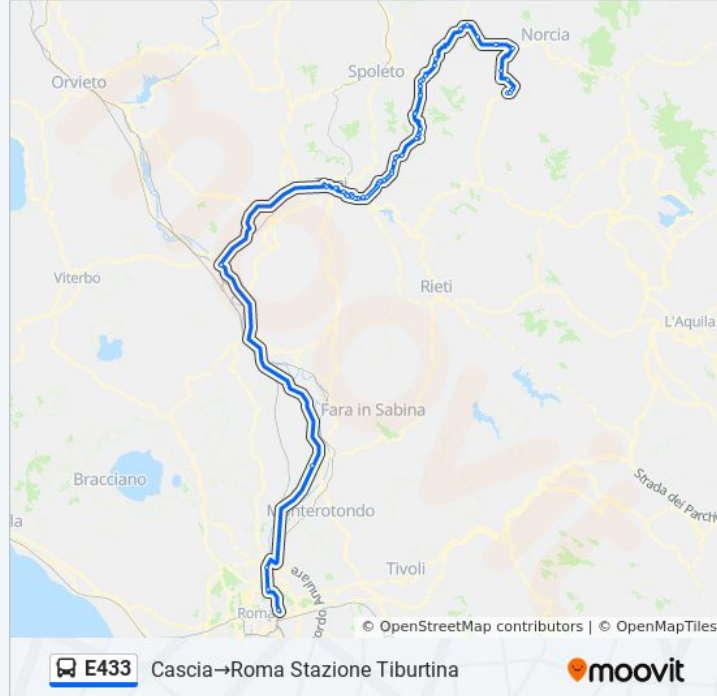 Norcia
Orvieto
Spoleto
Viterbo
Rieti
L'Aquila
Fara in Sabina
Bracciano
Strada dei Parchi
Monterotondo
Tivoli
Roma
© OpenStreetMap contributors | © OpenMapTiles
E433 Cascia→Roma Stazione Tiburtina
moovit